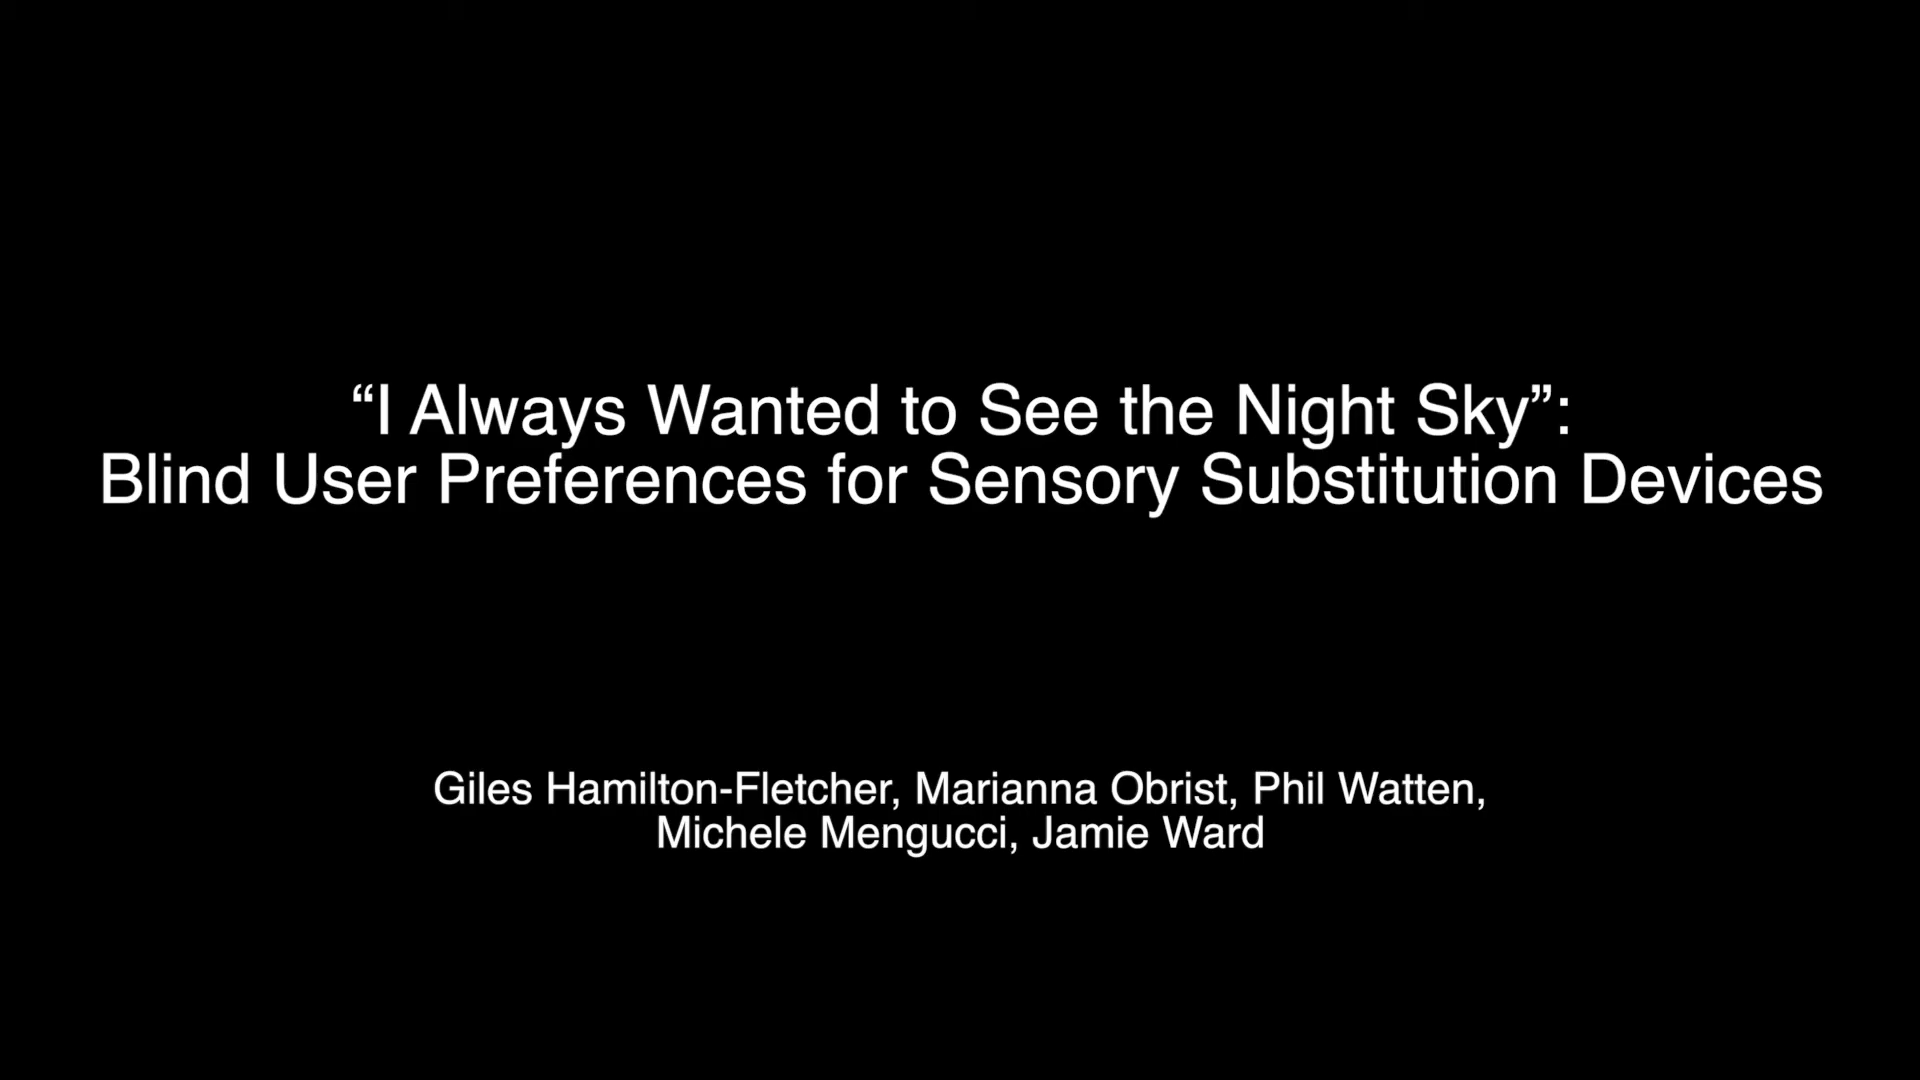 “I Always Wanted to See the Night Sky”:
Blind User Preferences for Sensory Substitution Devices
Giles Hamilton-Fletcher, Marianna Obrist, Phil Watten,
Michele Mengucci, Jamie Ward